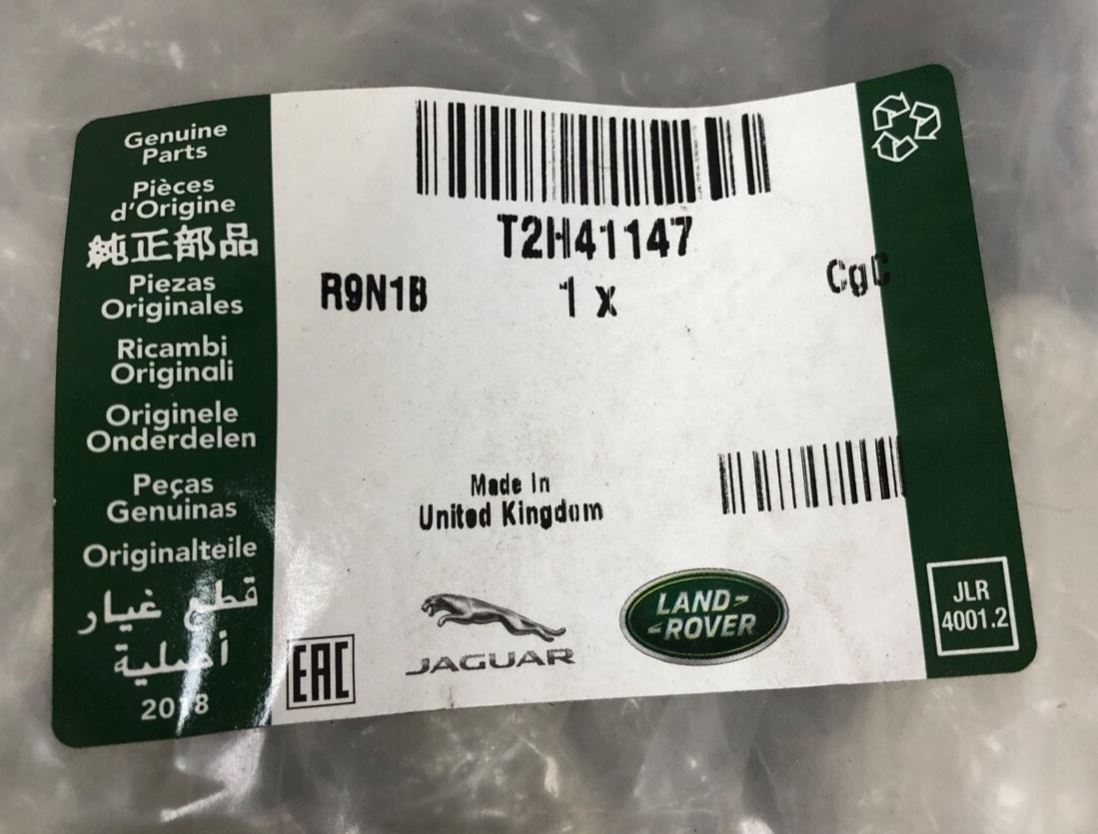 Genuine
Parts
Pièces
d'Origine
純正部品
Piezas
Originales
Ricambi
Originali
Originele
Onderdelen
Peças
Genuinas
Originalteile
قطع غيار
أصلية
2018
T2H41147
R9N1B 1 x CgC
Made In
United Kingdom
EAC
JAGUAR
LAND-
-ROVER
JLR
4001.2